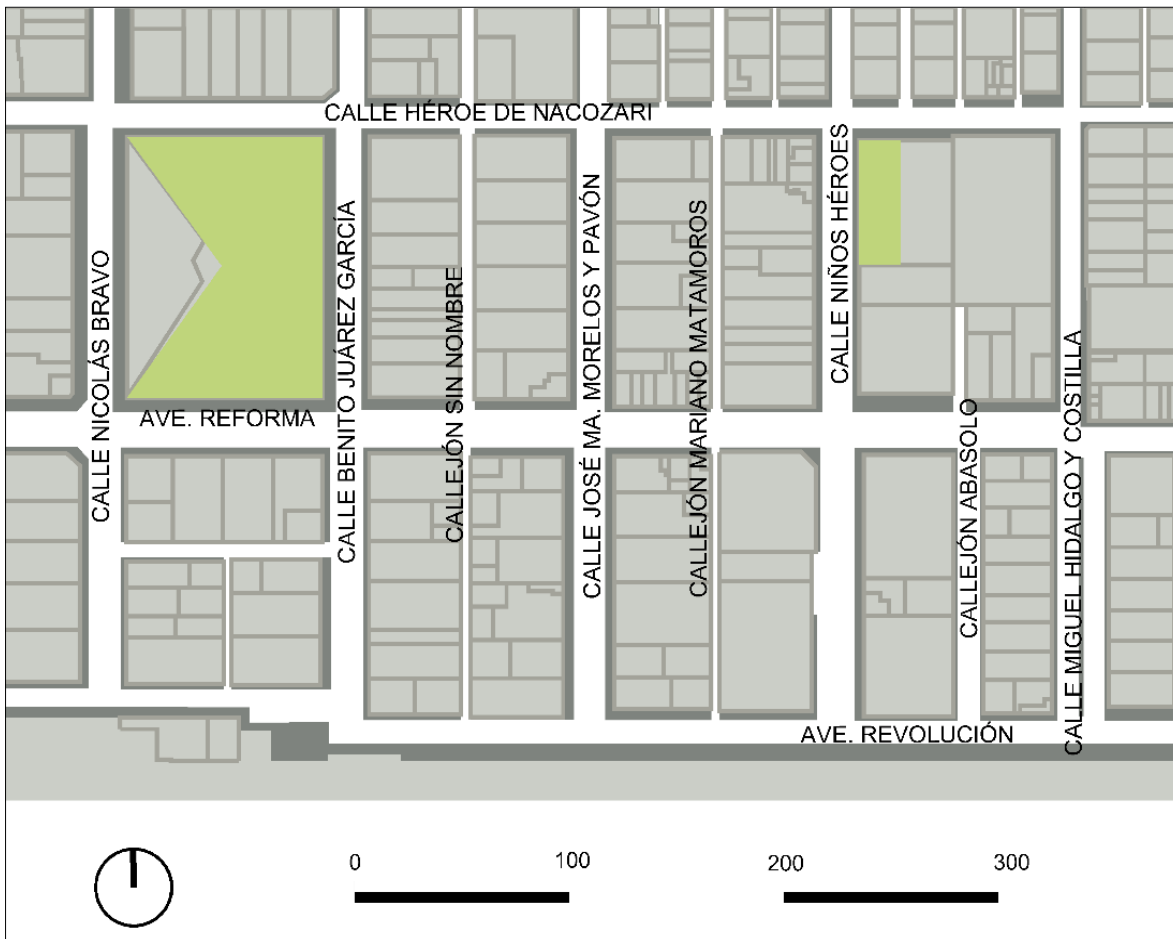 CALLE HÉROE DE NACOZARI
CALLE NICOLÁS BRAVO
AVE. REFORMA
CALLE BENITO JUÁREZ GARCÍA
CALLEJÓN SIN NOMBRE
CALLE JOSÉ MA. MORELOS Y PAVÓN
CALLEJÓN MARIANO MATAMOROS
CALLE NIÑOS HÉROES
CALLEJÓN ABASOLO
CALLE MIGUEL HIDALGO Y COSTILLA
AVE. REVOLUCIÓN
0 100 200 300